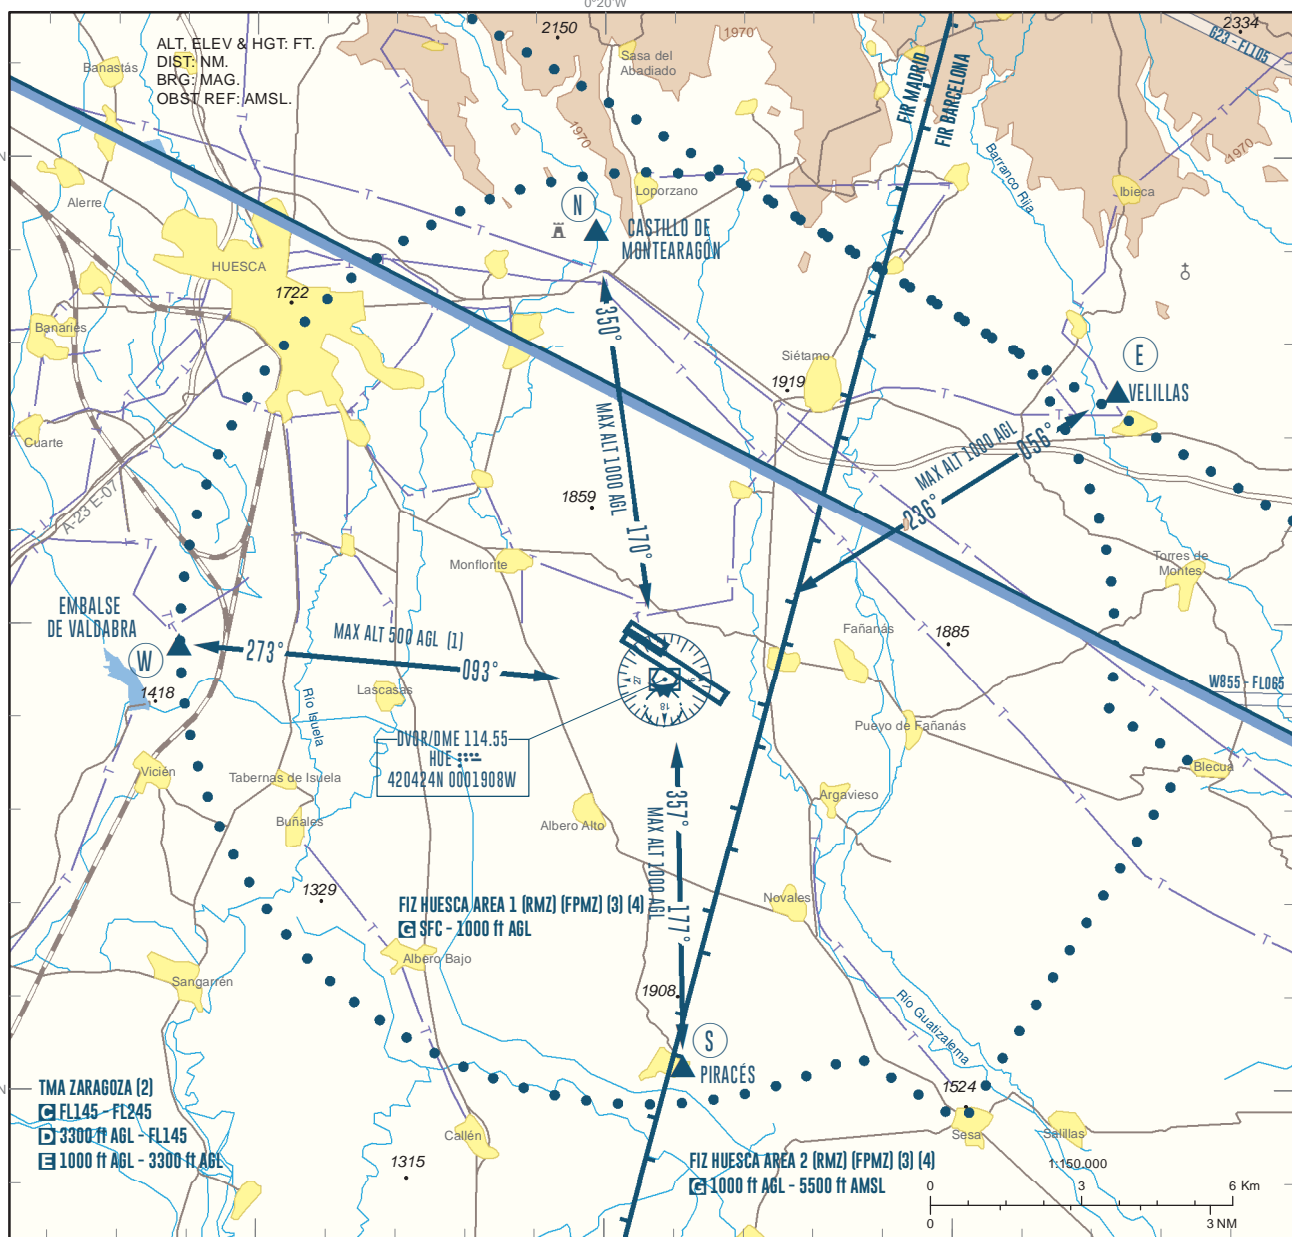 0°20'W
ALT, ELEV & HGT: FT.
DIST: NM.
BRG: MAG.
OBST REF: AMSL.
2150
1970
2334
G23 - FL105
Banastás
Sasa del
Abadiado
FIR MADRID
FIR BARCELONA
1970
1970
Barranco Rija
Alerre
N
Loporzano
Ibieca
CASTILLO DE
MONTEARAGÓN
HUESCA
1722
Banariés
350°
Siétamo
1919
E
VELILLAS
MAX ALT 1000 AGL
MAX ALT 1000 AGL
056°
236°
Cuarte
A-23 E-07
1859
170°
Monflorite
Torres de
Montes
EMBALSE
DE VALDABRA
W
273°
MAX ALT 500 AGL (1)
093°
Fañanás
1885
W855 - FL065
1418
Lascasas
Río Isuela
18
Pueyo de Fañanás
DVOR/DME 114.55
HUE
420424N 0001908W
Vicién
Tabernas de Isuela
Blecua
357°
Argavieso
Buñales
Albero Alto
MAX ALT 1000 AGL
1329
Novales
FIZ HUESCA AREA 1 (RMZ) (FPMZ) (3) (4)
G SFC - 1000 ft AGL
177°
Albero Bajo
Sangarrén
1908
Río Guatizalema
S
PIRACÉS
TMA ZARAGOZA (2)
C FL145 - FL245
D 3300 ft AGL - FL145
E 1000 ft AGL - 3300 ft AGL
1524
Callén
Sesa
Salillas
1315
FIZ HUESCA AREA 2 (RMZ) (FPMZ) (3) (4)
G 1000 ft AGL - 5500 ft AMSL
1:150.000
0 3 6 Km
0 3 NM